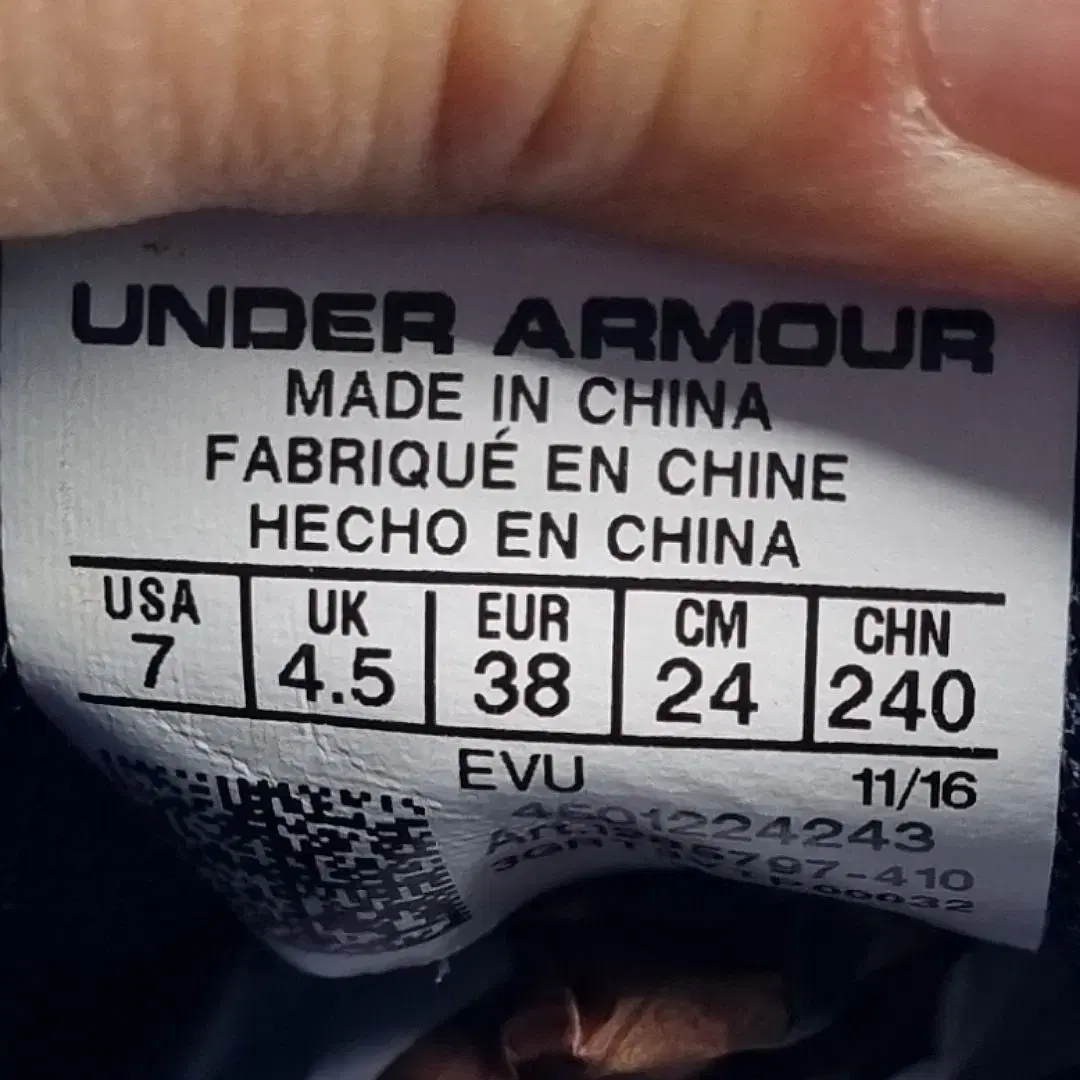 UNDER ARMOUR
MADE IN CHINA
FABRIQUÉ EN CHINE
HECHO EN CHINA
USA UK EUR CM CHN
7 4.5 38 24 240
EVU 11/16